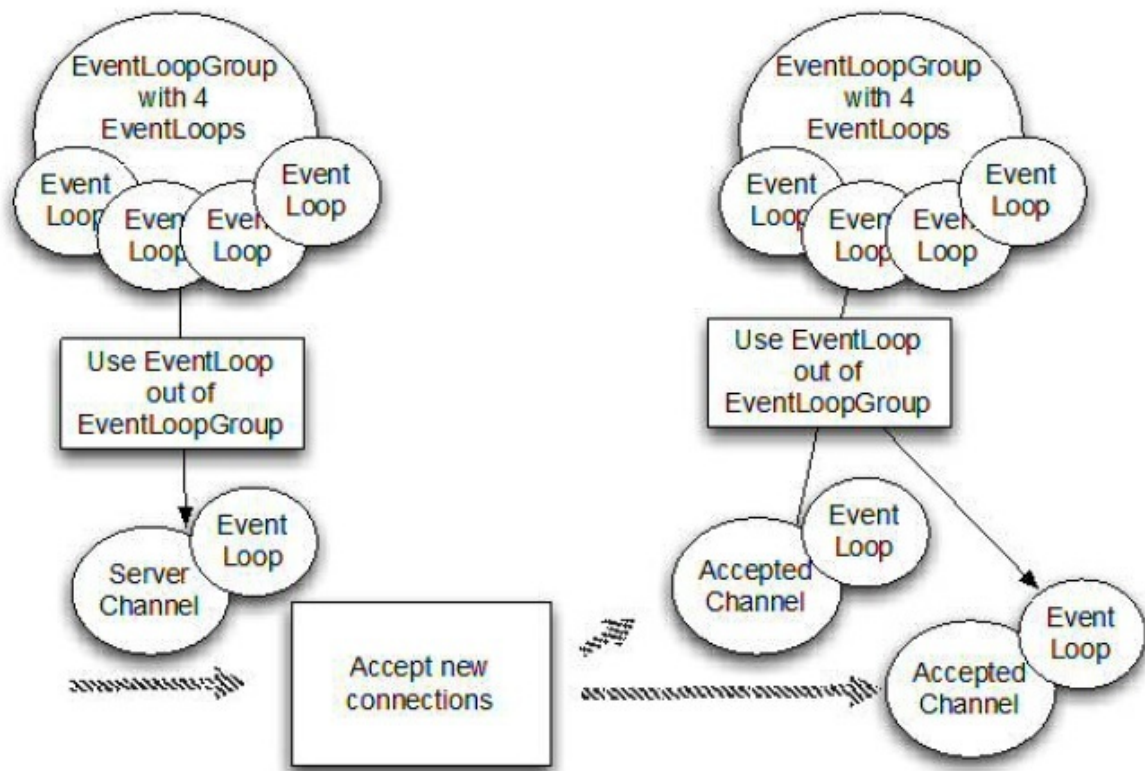 EventLoopGroup
with 4
EventLoops
Event
Loop
Event
Loop
Event
Loop
Event
Loop
Use EventLoop
out of
EventLoopGroup
Event
Loop
Server
Channel
Accept new
connections
EventLoopGroup
with 4
EventLoops
Event
Loop
Event
Loop
Event
Loop
Event
Loop
Use EventLoop
out of
EventLoopGroup
Event
Loop
Accepted
Channel
Event
Loop
Accepted
Channel